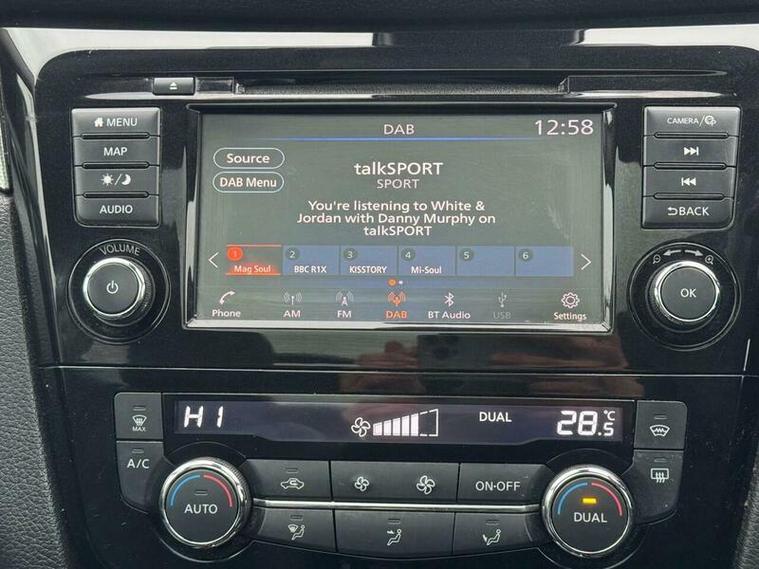 MENU
MAP
AUDIO
VOLUME
DAB
12:58
Source
DAB Menu
talkSPORT
SPORT
You're listening to White &
Jordan with Danny Murphy on
talkSPORT
1 2 3 4 5 6
Mag Soul BBC R1X KISSTORY Mi-Soul
Phone AM FM DAB BT Audio USB Settings
CAMERA/
BACK
OK
HI
DUAL
28.5 °C
MAX
A/C
AUTO
ON·OFF
DUAL